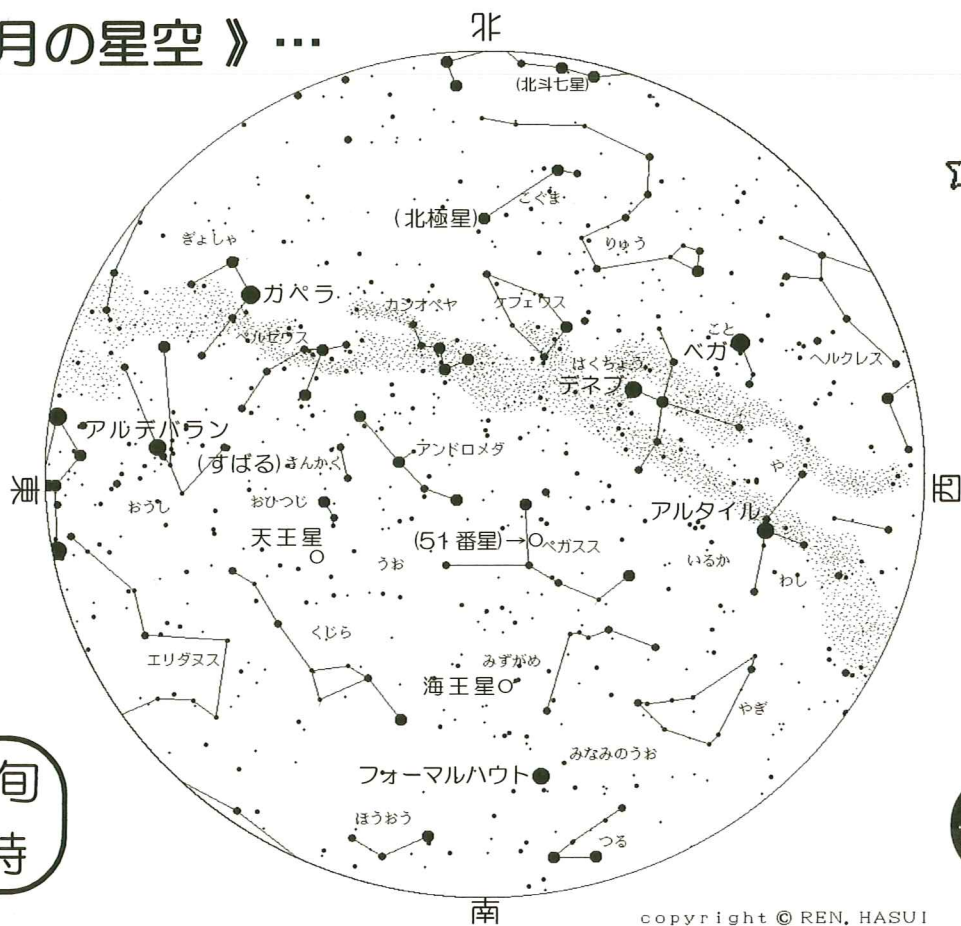 月の星空 》…
北
(北斗七星)
こぐま
(北極星)
りゅう
ぎょしゃ
カペラ
カシオペヤ
ケフェウス
ペルセウス
こと
ベガ
ヘルクレス
はくちょう
デネブ
アルデバラン
(すばる)
さんかく
アンドロメダ
や
東
西
おうし
おひつじ
アルタイル
天王星
(51番星)→
ペガスス
うお
いるか
わし
くじら
エリダヌス
みずがめ
海王星
やぎ
みなみのうお
フォーマルハウト
旬
時
ほうおう
つる
南
copyright © REN. HASUI